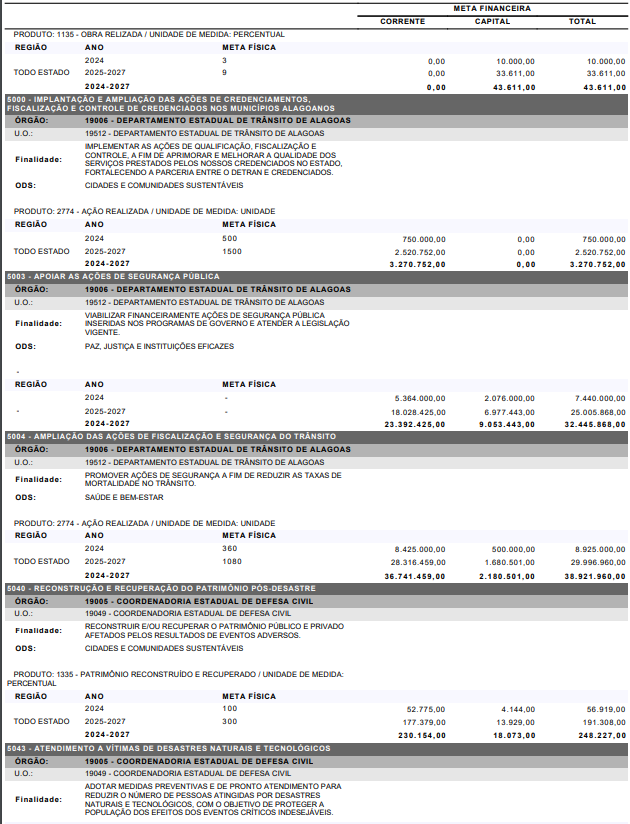 META FINANCEIRA
CORRENTE CAPITAL TOTAL
PRODUTO: 1135 - OBRA RELIZADA / UNIDADE DE MEDIDA: PERCENTUAL
REGIÃO ANO META FÍSICA
2024 3 0,00 10.000,00 10.000,00
TODO ESTADO 2025-2027 9 0,00 33.611,00 33.611,00
2024-2027 0,00 43.611,00 43.611,00
5000 - IMPLANTAÇÃO E AMPLIAÇÃO DAS AÇÕES DE CREDENCIAMENTOS,
FISCALIZAÇÃO E CONTROLE DE CREDENCIADOS NOS MUNICÍPIOS ALAGOANOS
ÓRGÃO: 19006 - DEPARTAMENTO ESTADUAL DE TRÂNSITO DE ALAGOAS
U.O.: 19512 - DEPARTAMENTO ESTADUAL DE TRÂNSITO DE ALAGOAS
Finalidade: IMPLEMENTAR AS AÇÕES DE QUALIFICAÇÃO, FISCALIZAÇÃO E
CONTROLE, A FIM DE APRIMORAR E MELHORAR A QUALIDADE DOS
SERVIÇOS PRESTADOS PELOS NOSSOS CREDENCIADOS NO ESTADO,
FORTALECENDO A PARCERIA ENTRE O DETRAN E CREDENCIADOS.
ODS: CIDADES E COMUNIDADES SUSTENTÁVEIS
PRODUTO: 2774 - AÇÃO REALIZADA / UNIDADE DE MEDIDA: UNIDADE
REGIÃO ANO META FÍSICA
2024 500 750.000,00 0,00 750.000,00
TODO ESTADO 2025-2027 1500 2.520.752,00 0,00 2.520.752,00
2024-2027 3.270.752,00 0,00 3.270.752,00
5003 - APOIAR AS AÇÕES DE SEGURANÇA PÚBLICA
ÓRGÃO: 19006 - DEPARTAMENTO ESTADUAL DE TRÂNSITO DE ALAGOAS
U.O.: 19512 - DEPARTAMENTO ESTADUAL DE TRÂNSITO DE ALAGOAS
Finalidade: VIABILIZAR FINANCEIRAMENTE AÇÕES DE SEGURANÇA PÚBLICA
INSERIDAS NOS PROGRAMAS DE GOVERNO E ATENDER A LEGISLAÇÃO
VIGENTE.
ODS: PAZ, JUSTIÇA E INSTITUIÇÕES EFICAZES
-
REGIÃO ANO META FÍSICA
2024 - 5.364.000,00 2.076.000,00 7.440.000,00
- 2025-2027 - 18.028.425,00 6.977.443,00 25.005.868,00
2024-2027 23.392.425,00 9.053.443,00 32.445.868,00
5004 - AMPLIAÇÃO DAS AÇÕES DE FISCALIZAÇÃO E SEGURANÇA DO TRÂNSITO
ÓRGÃO: 19006 - DEPARTAMENTO ESTADUAL DE TRÂNSITO DE ALAGOAS
U.O.: 19512 - DEPARTAMENTO ESTADUAL DE TRÂNSITO DE ALAGOAS
Finalidade: PROMOVER AÇÕES DE SEGURANÇA A FIM DE REDUZIR AS TAXAS DE
MORTALIDADE NO TRÂNSITO.
ODS: SAÚDE E BEM-ESTAR
PRODUTO: 2774 - AÇÃO REALIZADA / UNIDADE DE MEDIDA: UNIDADE
REGIÃO ANO META FÍSICA
2024 360 8.425.000,00 500.000,00 8.925.000,00
TODO ESTADO 2025-2027 1080 28.316.459,00 1.680.501,00 29.996.960,00
2024-2027 36.741.459,00 2.180.501,00 38.921.960,00
5040 - RECONSTRUÇÃO E RECUPERAÇÃO DO PATRIMÔNIO PÓS-DESASTRE
ÓRGÃO: 19005 - COORDENADORIA ESTADUAL DE DEFESA CIVIL
U.O.: 19049 - COORDENADORIA ESTADUAL DE DEFESA CIVIL
Finalidade: RECONSTRUIR E/OU RECUPERAR O PATRIMÔNIO PÚBLICO E PRIVADO
AFETADOS PELOS RESULTADOS DE EVENTOS ADVERSOS.
ODS: CIDADES E COMUNIDADES SUSTENTÁVEIS
PRODUTO: 1335 - PATRIMÔNIO RECONSTRUÍDO E RECUPERADO / UNIDADE DE MEDIDA:
PERCENTUAL
REGIÃO ANO META FÍSICA
2024 100 52.775,00 4.144,00 56.919,00
TODO ESTADO 2025-2027 300 177.379,00 13.929,00 191.308,00
2024-2027 230.154,00 18.073,00 248.227,00
5043 - ATENDIMENTO A VÍTIMAS DE DESASTRES NATURAIS E TECNOLÓGICOS
ÓRGÃO: 19005 - COORDENADORIA ESTADUAL DE DEFESA CIVIL
U.O.: 19049 - COORDENADORIA ESTADUAL DE DEFESA CIVIL
Finalidade: ADOTAR MEDIDAS PREVENTIVAS E DE PRONTO ATENDIMENTO PARA
REDUZIR O NÚMERO DE PESSOAS ATINGIDAS POR DESASTRES
NATURAIS E TECNOLÓGICOS, COM O OBJETIVO DE PROTEGER A
POPULAÇÃO DOS EFEITOS DOS EVENTOS CRÍTICOS INDESEJÁVEIS.